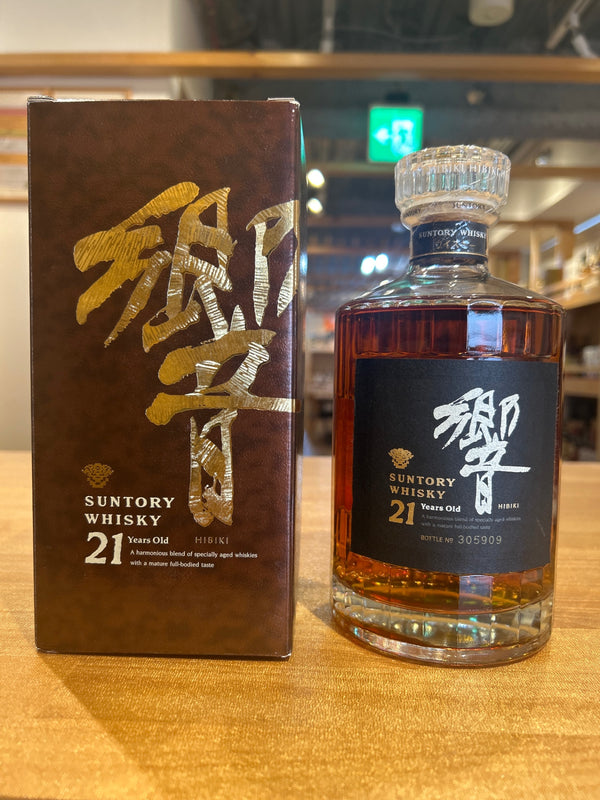 響
SUNTORY
WHISKY
21 Years Old
HIBIKI
A harmonious blend of specially aged whiskies
with a mature full-bodied taste
SUNTORY WHISKY
響
SUNTORY
WHISKY
21 Years Old
HIBIKI
A harmonious blend of specially aged whiskies
with a mature full-bodied taste
BOTTLE Nº 305909